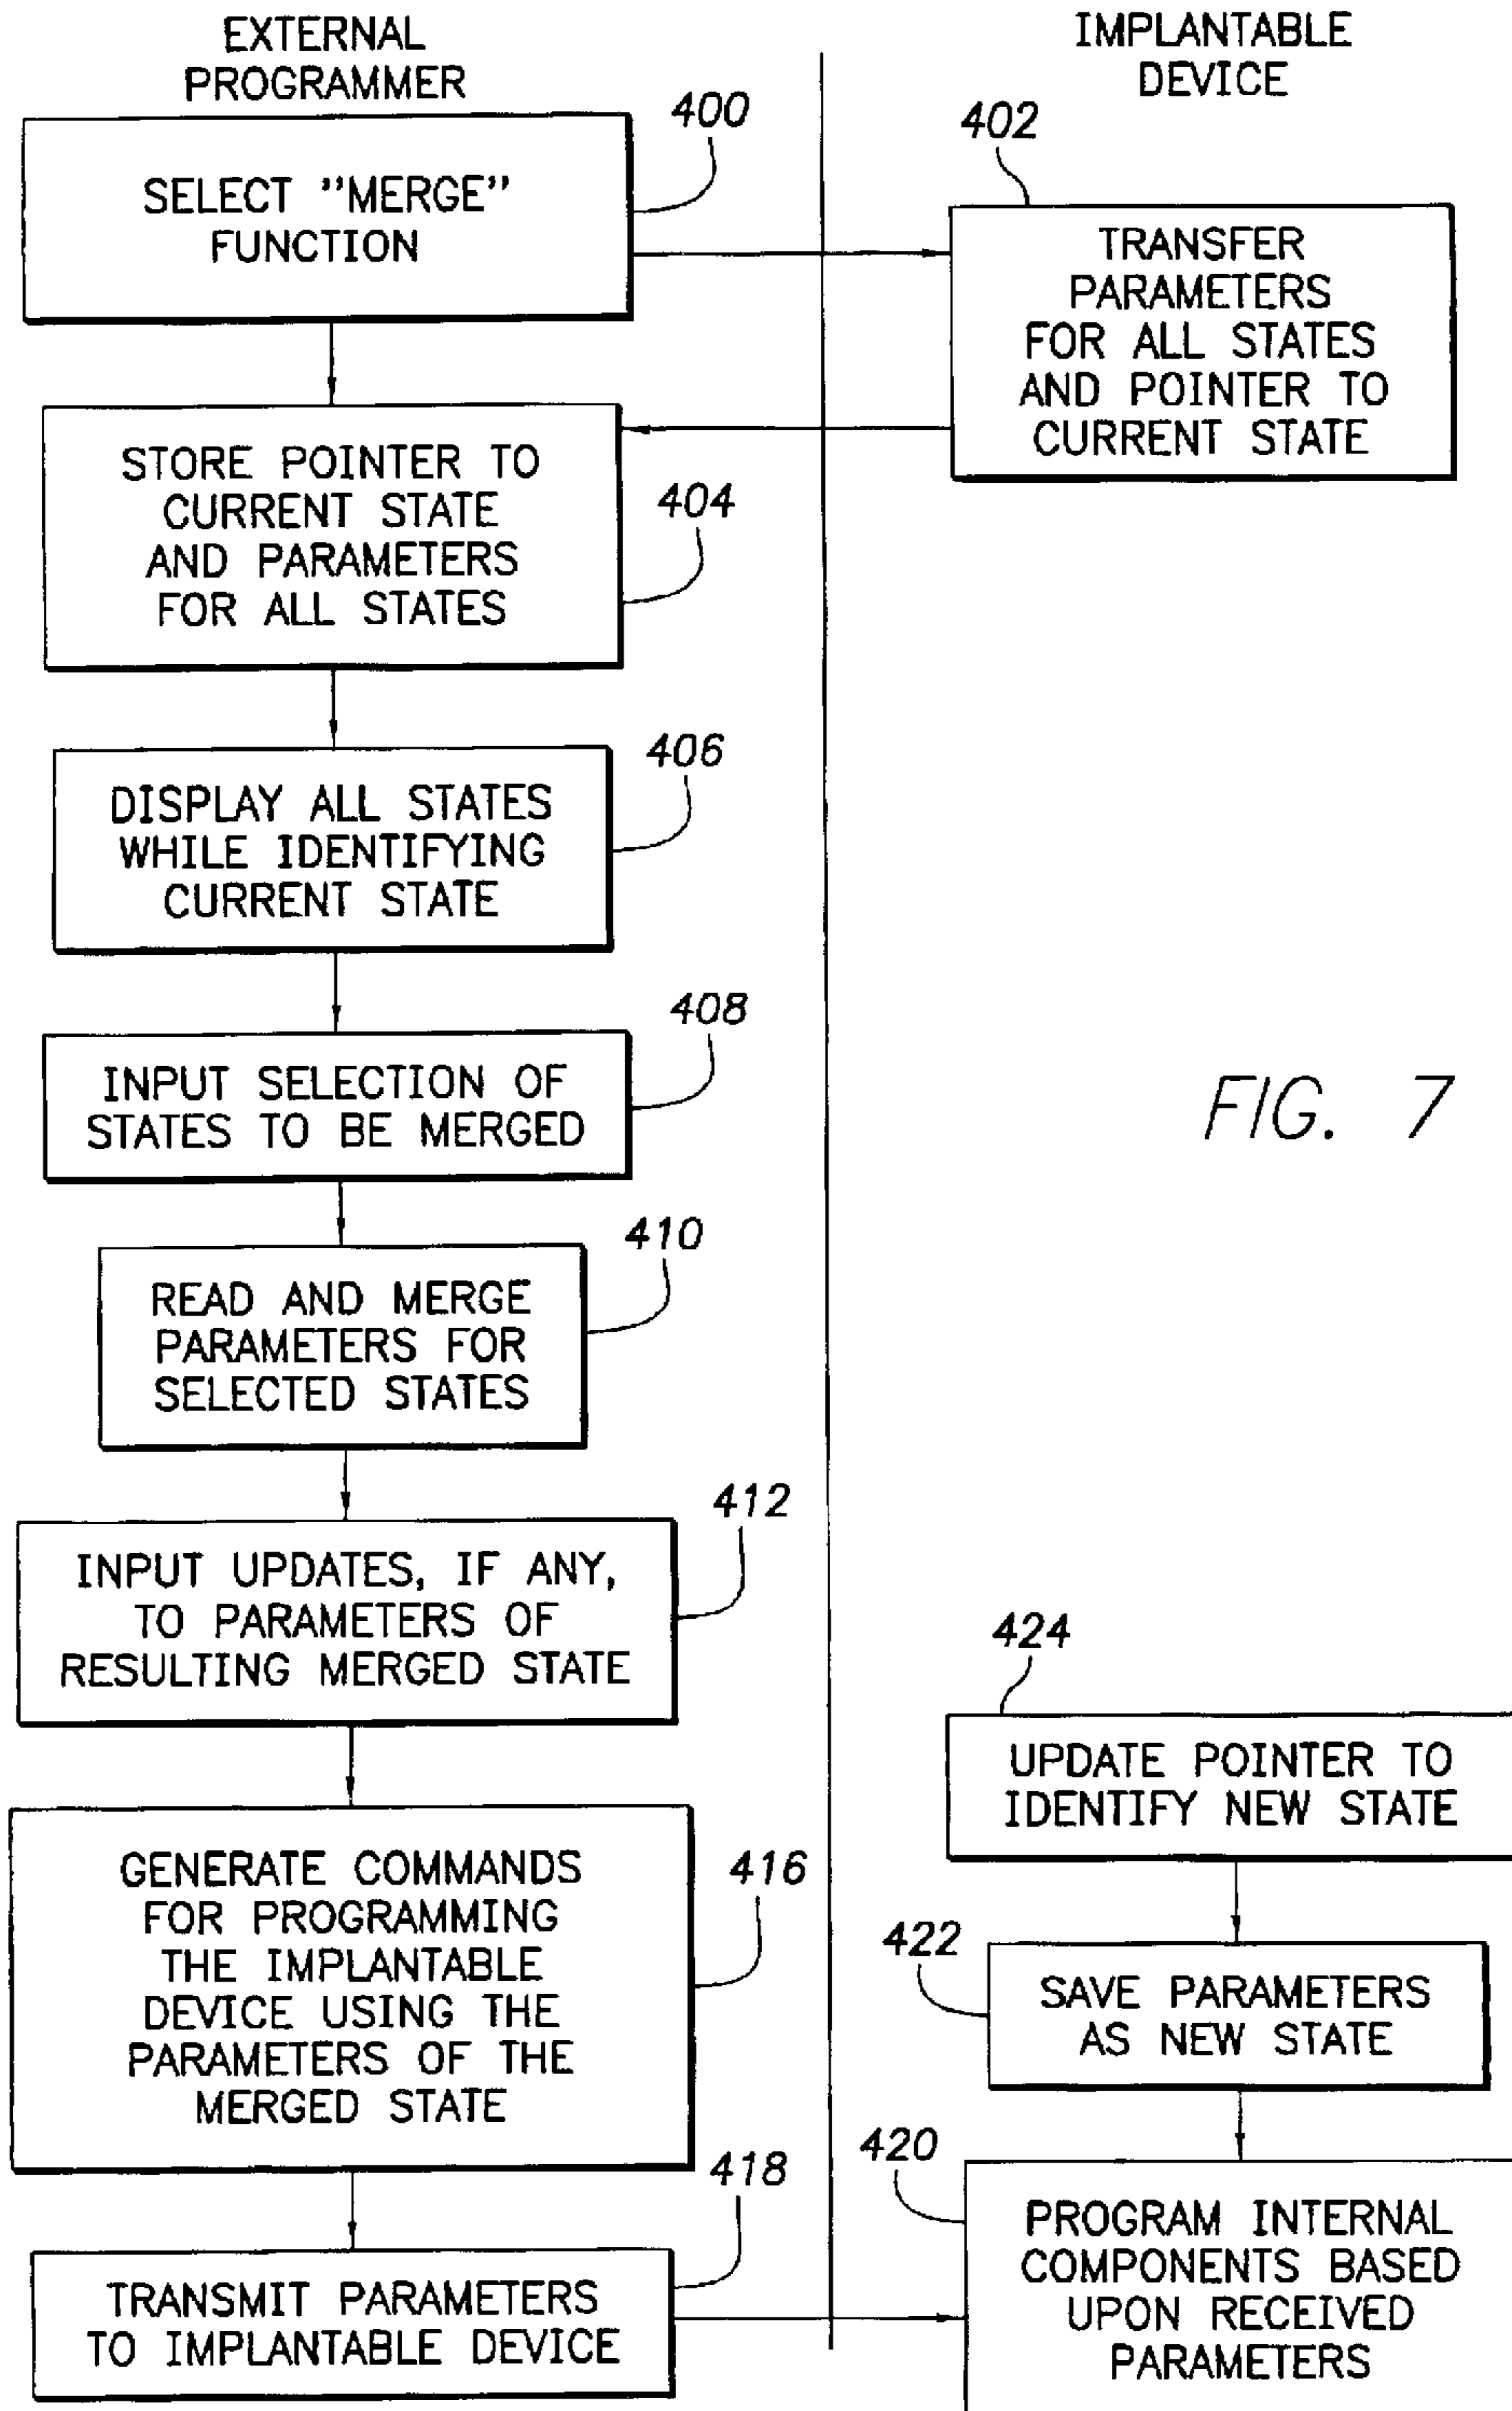 EXTERNAL
PROGRAMMER
IMPLANTABLE
DEVICE
400
SELECT "MERGE"
FUNCTION
402
TRANSFER
PARAMETERS
FOR ALL STATES
AND POINTER TO
CURRENT STATE
404
STORE POINTER TO
CURRENT STATE
AND PARAMETERS
FOR ALL STATES
406
DISPLAY ALL STATES
WHILE IDENTIFYING
CURRENT STATE
408
INPUT SELECTION OF
STATES TO BE MERGED
FIG. 7
410
READ AND MERGE
PARAMETERS FOR
SELECTED STATES
412
INPUT UPDATES, IF ANY,
TO PARAMETERS OF
RESULTING MERGED STATE
424
UPDATE POINTER TO
IDENTIFY NEW STATE
416
GENERATE COMMANDS
FOR PROGRAMMING
THE IMPLANTABLE
DEVICE USING THE
PARAMETERS OF THE
MERGED STATE
422
SAVE PARAMETERS
AS NEW STATE
418
TRANSMIT PARAMETERS
TO IMPLANTABLE DEVICE
420
PROGRAM INTERNAL
COMPONENTS BASED
UPON RECEIVED
PARAMETERS